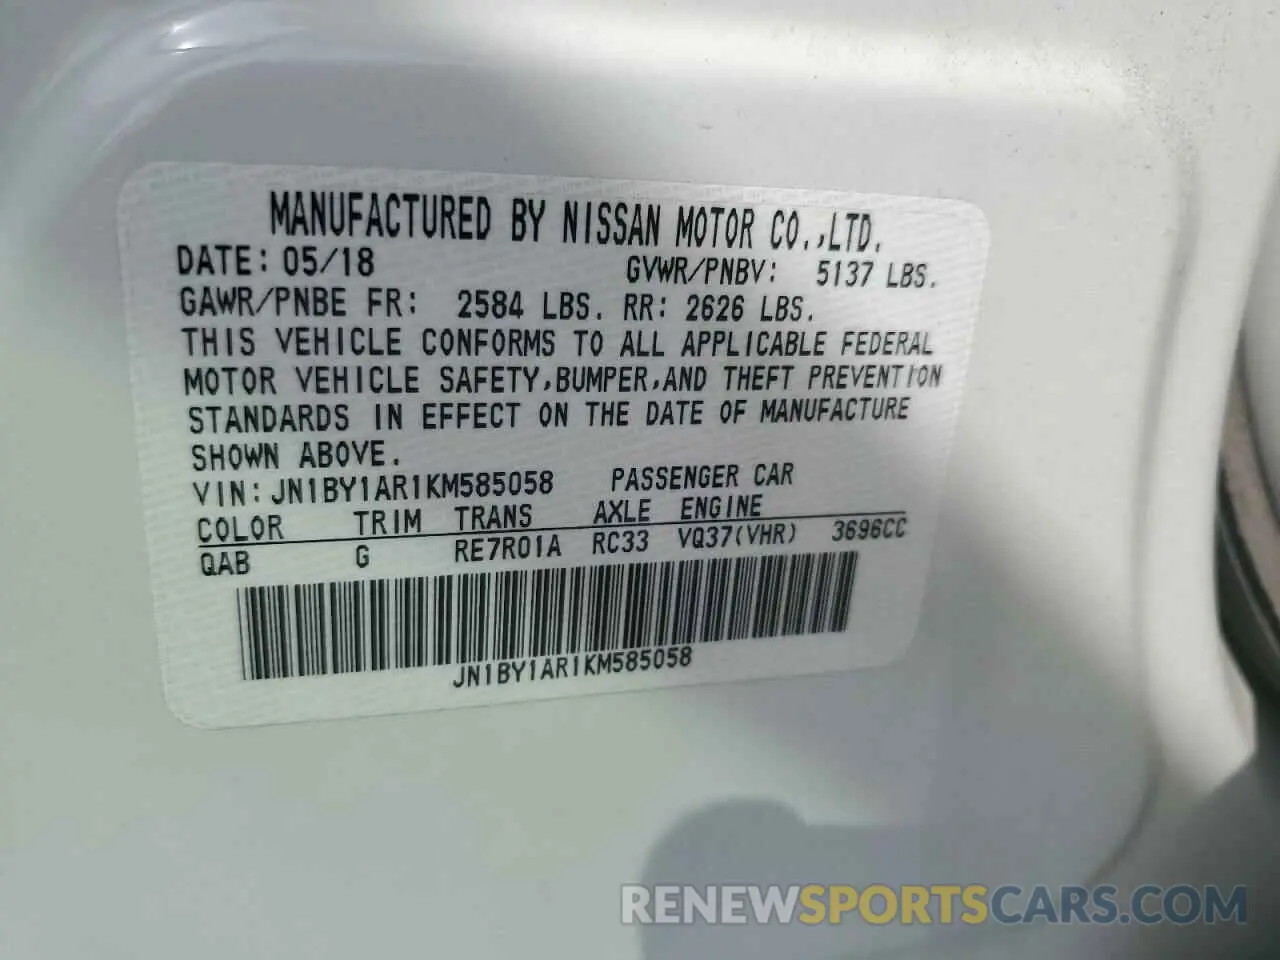 MANUFACTURED BY NISSAN MOTOR CO.,LTD.
DATE: 05/18 GVWR/PNBV: 5137 LBS.
GAWR/PNBE FR: 2584 LBS. RR: 2626 LBS.
THIS VEHICLE CONFORMS TO ALL APPLICABLE FEDERAL
MOTOR VEHICLE SAFETY,BUMPER,AND THEFT PREVENTION
STANDARDS IN EFFECT ON THE DATE OF MANUFACTURE
SHOWN ABOVE.
VIN: JN1BY1AR1KM585058 PASSENGER CAR
COLOR TRIM TRANS AXLE ENGINE
QAB G RE7R01A RC33 VQ37(VHR) 3696CC
JN1BY1AR1KM585058
RENEWSPORTSCARS.COM